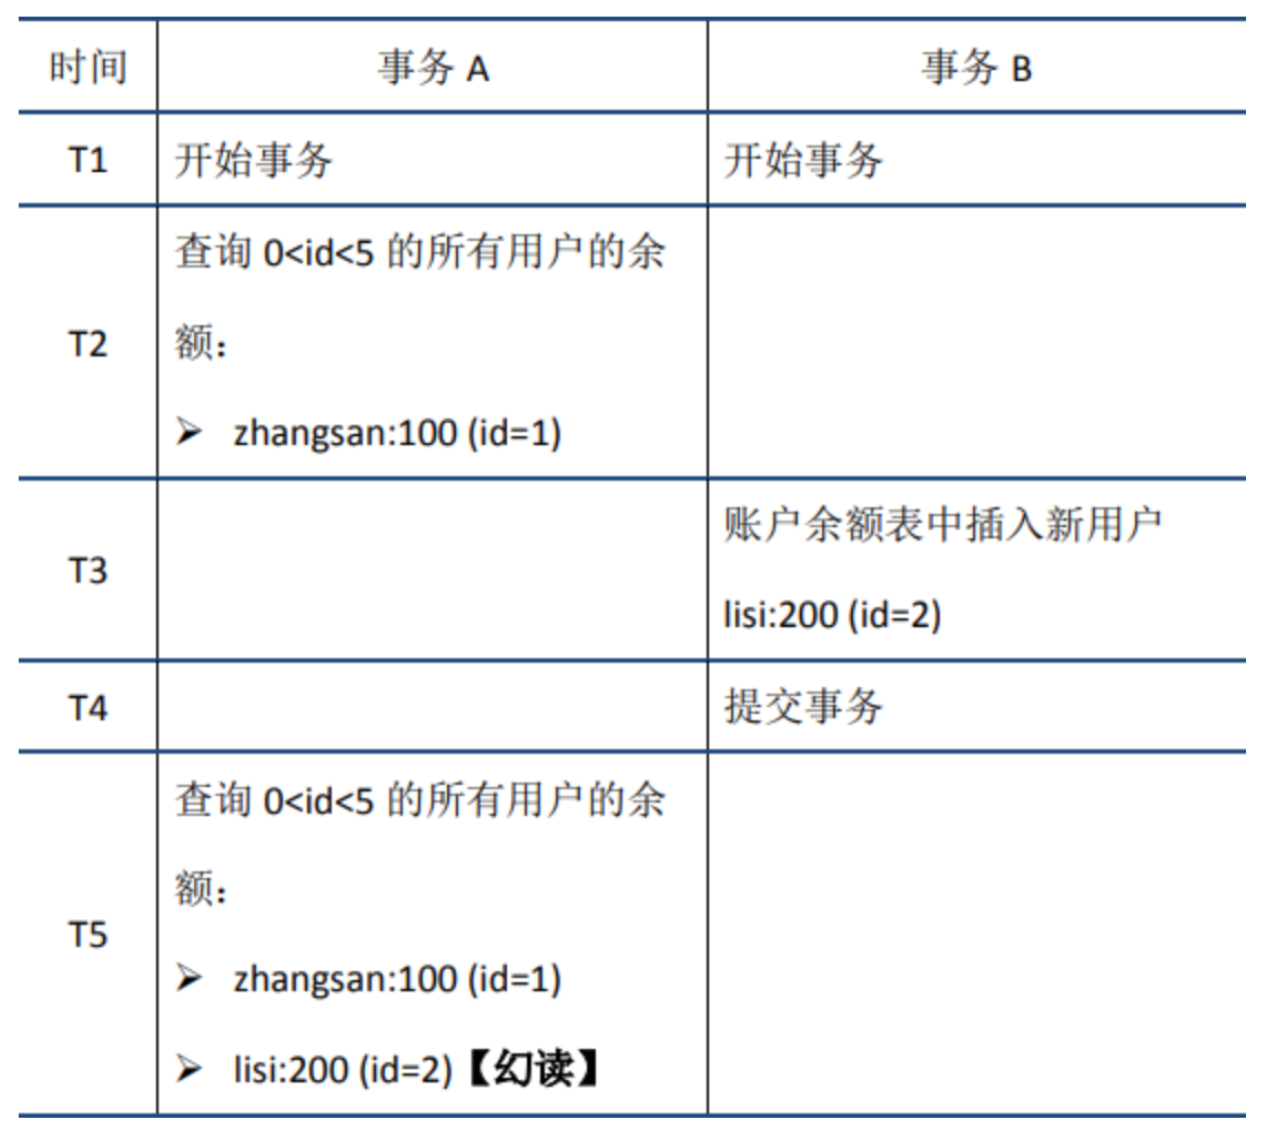 时间 事务 A 事务 B
T1 开始事务 开始事务
T2 查询 0<id<5 的所有用户的余
额：
➢ zhangsan:100 (id=1)
T3 账户余额表中插入新用户
lisi:200 (id=2)
T4 提交事务
T5 查询 0<id<5 的所有用户的余
额：
➢ zhangsan:100 (id=1)
➢ lisi:200 (id=2)【幻读】